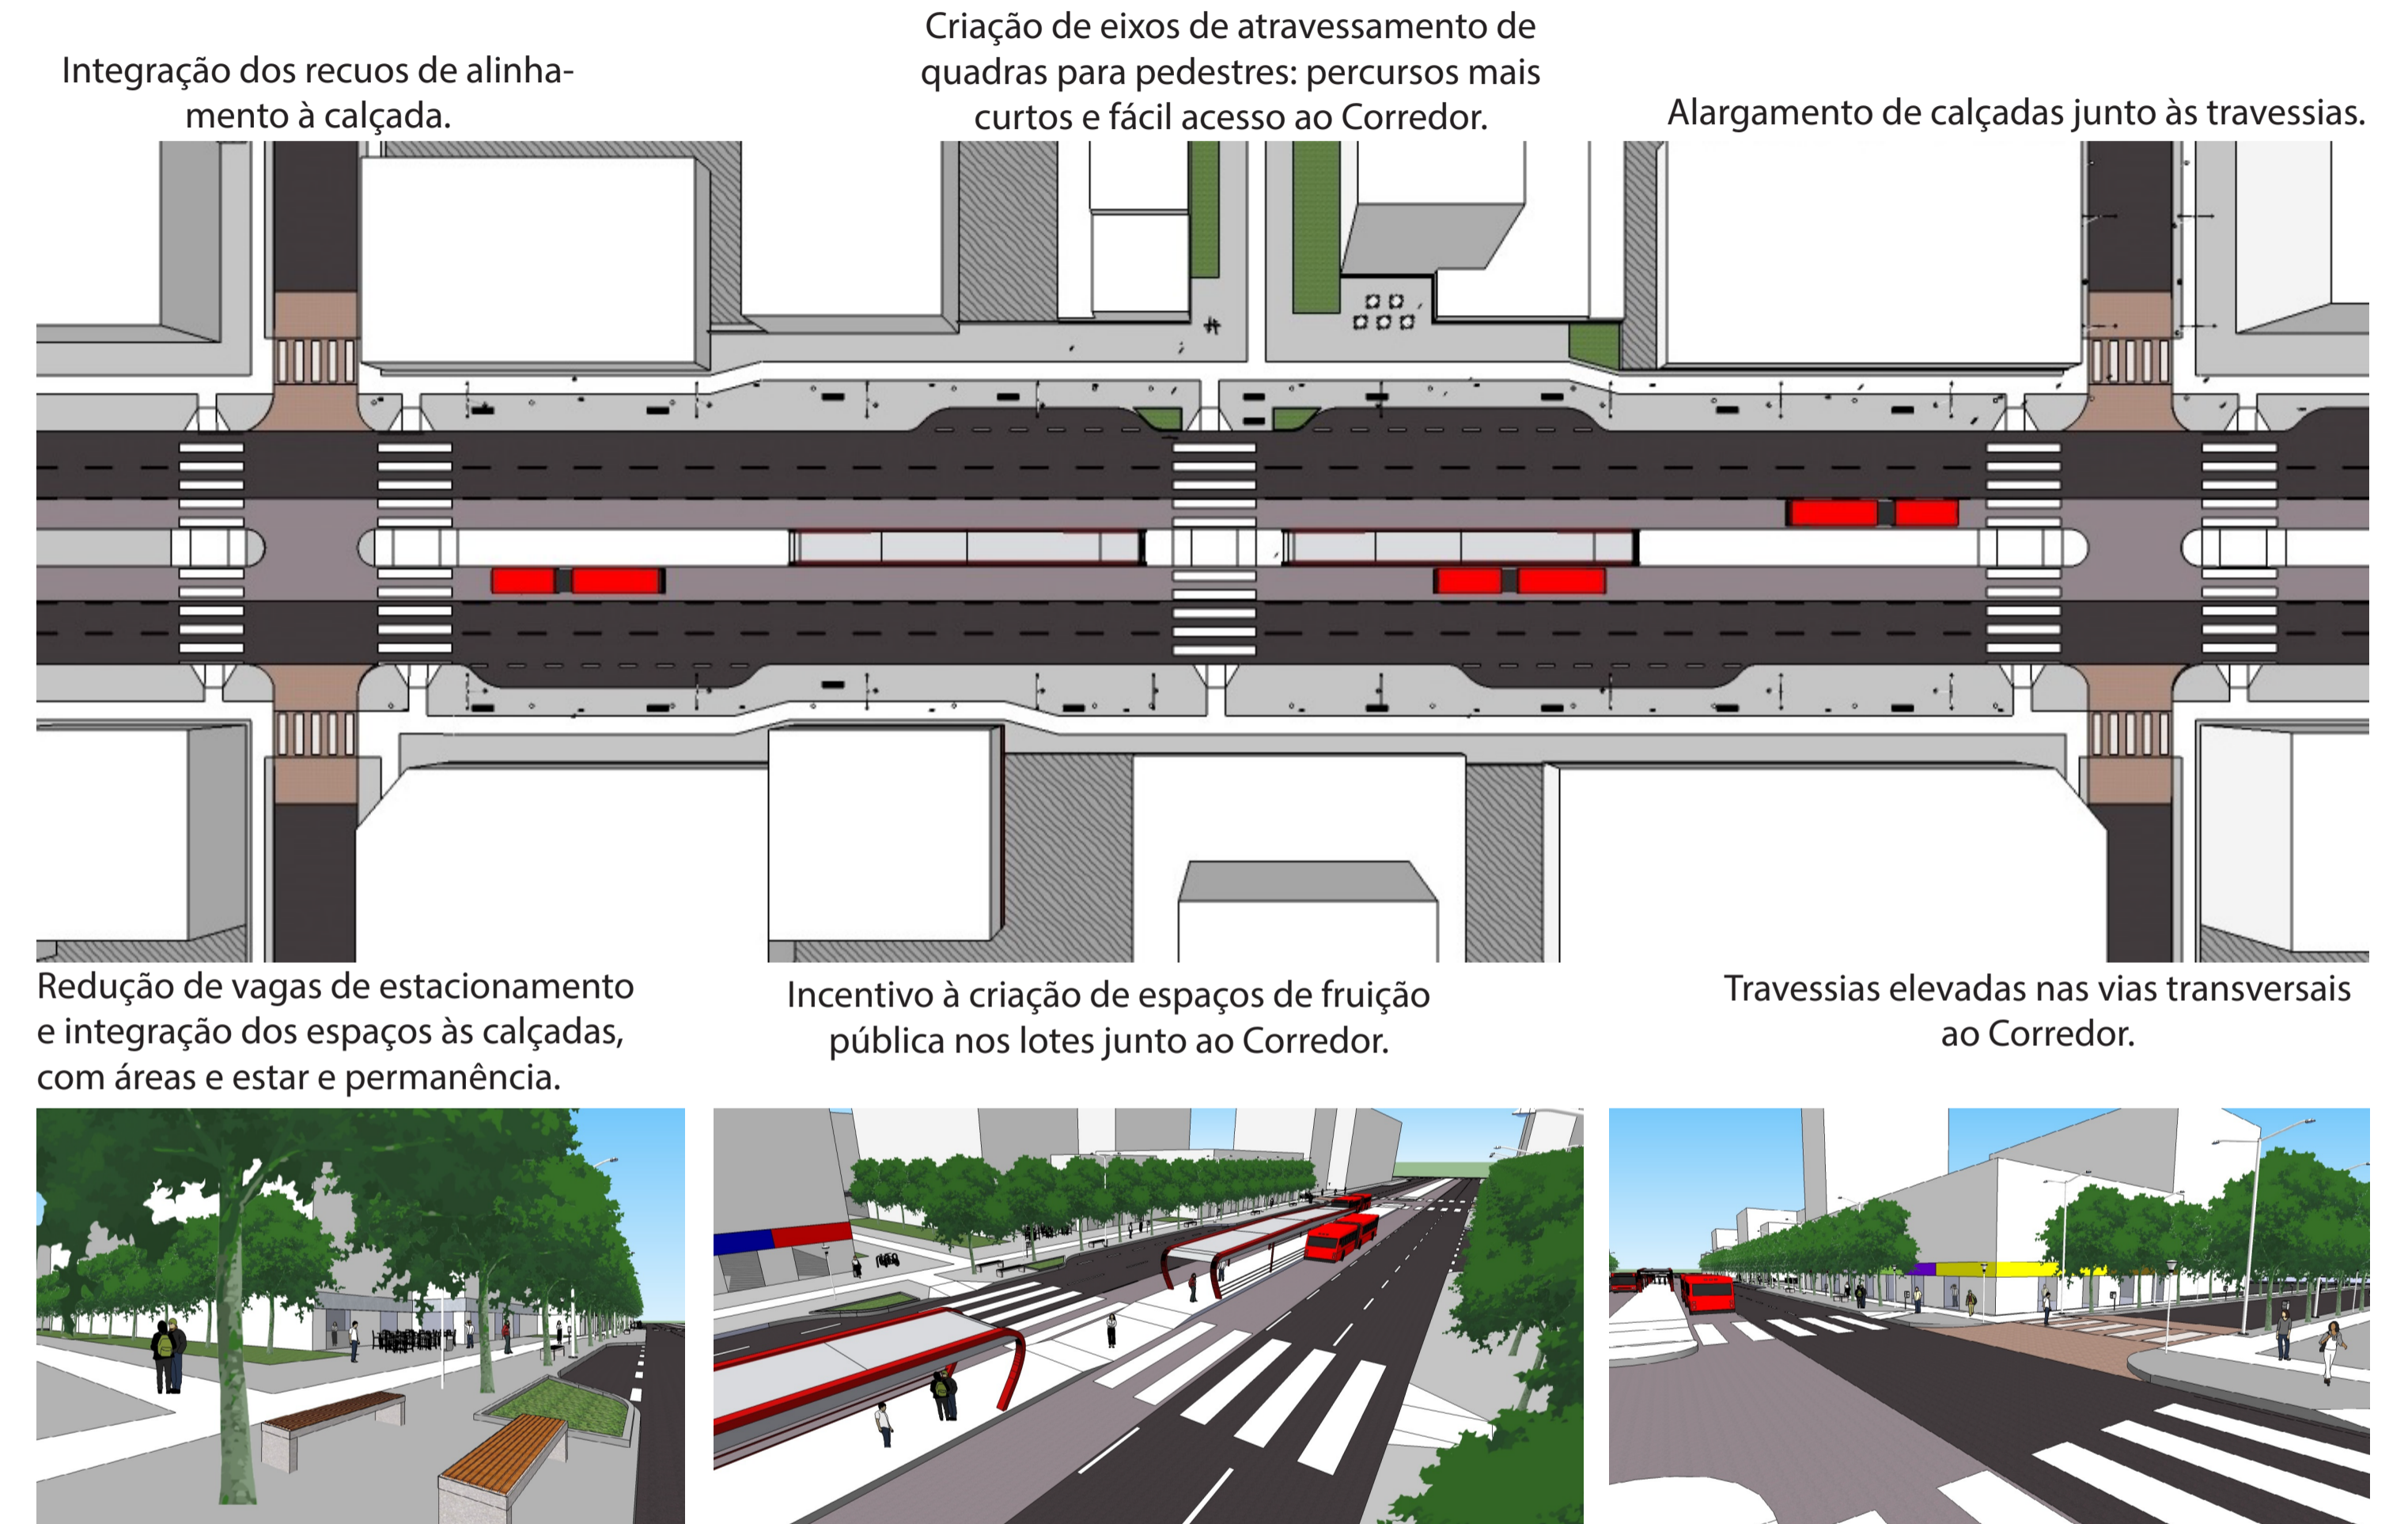 Integração dos recuos de alinha-
mento à calçada.
Criação de eixos de atravessamento de
quadras para pedestres: percursos mais
curtos e fácil acesso ao Corredor.
Alargamento de calçadas junto às travessias.
Redução de vagas de estacionamento
e integração dos espaços às calçadas,
com áreas e estar e permanência.
Incentivo à criação de espaços de fruição
pública nos lotes junto ao Corredor.
Travessias elevadas nas vias transversais
ao Corredor.